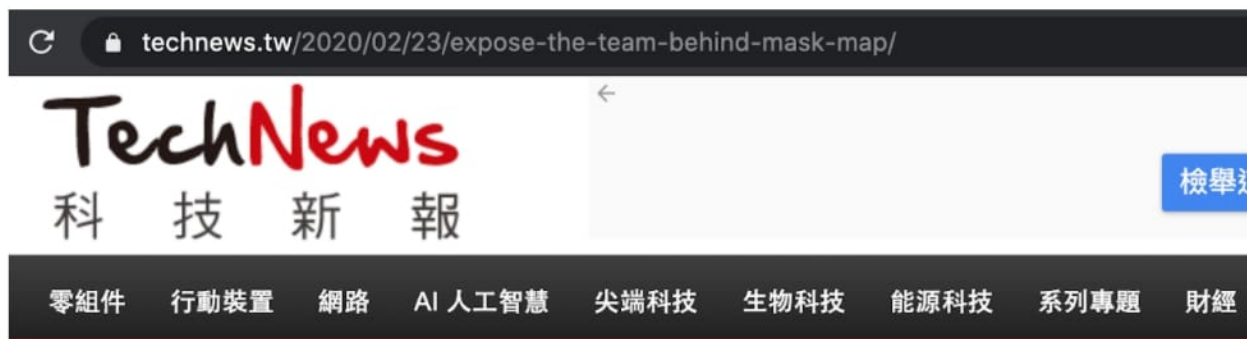 technews.tw/2020/02/23/expose-the-team-behind-mask-map/
TechNews
科技新報
檢舉
零組件 行動裝置 網路 AI 人工智慧 尖端科技 生物科技 能源科技 系列專題 財經